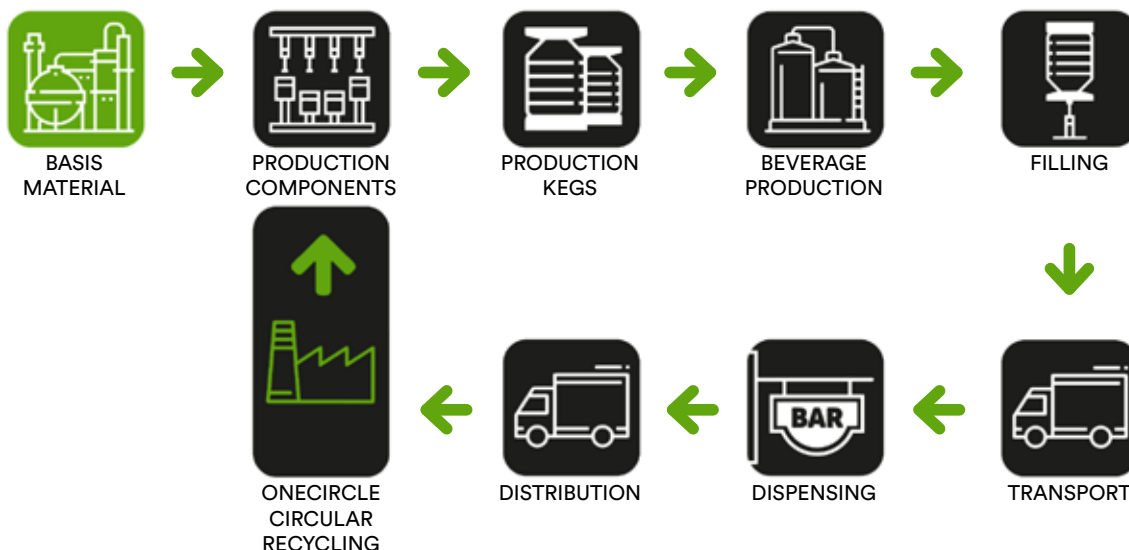 BASIS
MATERIAL
PRODUCTION
COMPONENTS
PRODUCTION
KEGS
BEVERAGE
PRODUCTION
FILLING
BAR
ONECIRCLE
CIRCULAR
RECYCLING
DISTRIBUTION
DISPENSING
TRANSPORT